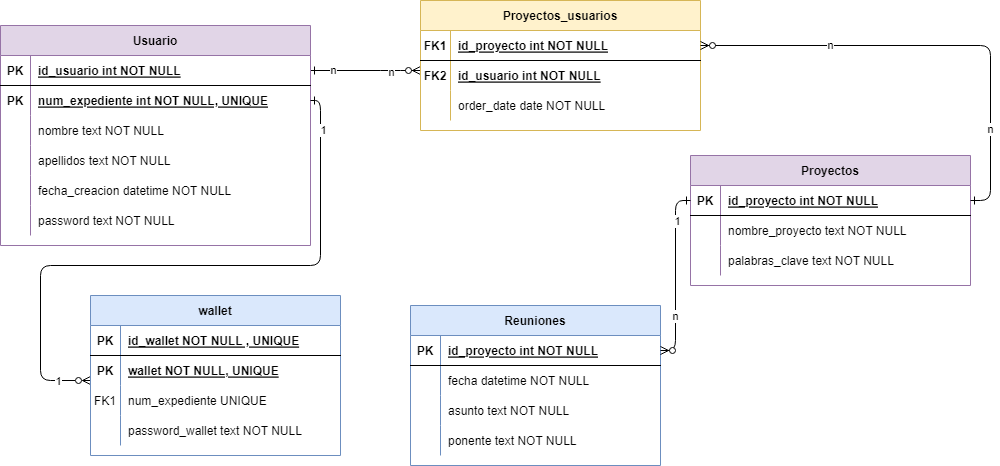 Proyectos_usuarios
FK1 id_proyecto int NOT NULL
FK2 id_usuario int NOT NULL
order_date date NOT NULL
Usuario
PK id_usuario int NOT NULL
PK num_expediente int NOT NULL, UNIQUE
nombre text NOT NULL
apellidos text NOT NULL
fecha_creacion datetime NOT NULL
password text NOT NULL
n
n
n
n
1
Proyectos
PK id_proyecto int NOT NULL
nombre_proyecto text NOT NULL
palabras_clave text NOT NULL
1
n
wallet
PK id_wallet NOT NULL , UNIQUE
PK wallet NOT NULL, UNIQUE
FK1 num_expediente UNIQUE
password_wallet text NOT NULL
1
Reuniones
PK id_proyecto int NOT NULL
fecha datetime NOT NULL
asunto text NOT NULL
ponente text NOT NULL